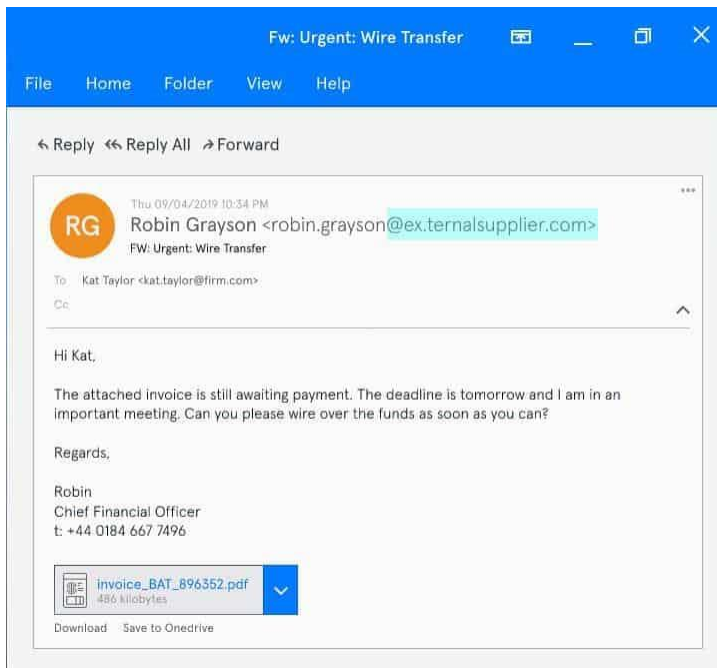 Fw: Urgent: Wire Transfer
File Home Folder View Help
Reply Reply All Forward
Thu 09/04/2019 10:34 PM
RG
Robin Grayson <robin.grayson@ex.ternalsupplier.com>
FW: Urgent: Wire Transfer
To Kat Taylor <kat.taylor@firm.com>
Cc
Hi Kat,
The attached invoice is still awaiting payment. The deadline is tomorrow and I am in an
important meeting. Can you please wire over the funds as soon as you can?
Regards,
Robin
Chief Financial Officer
t: +44 0184 667 7496
invoice_BAT_896352.pdf
486 kilobytes
Download Save to Onedrive